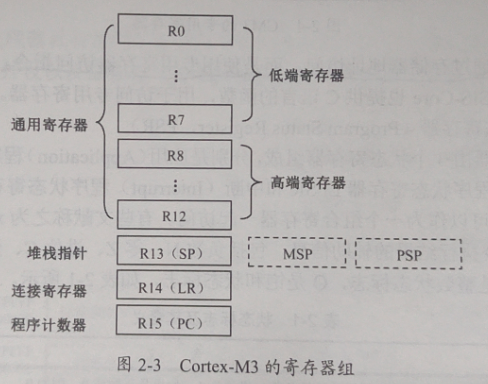 R0
⋮
低端寄存器
通用寄存器
R7
R8
⋮
高端寄存器
R12
堆栈指针 R13（SP） MSP PSP
连接寄存器 R14（LR）
程序计数器 R15（PC）
图 2-3 Cortex-M3 的寄存器组